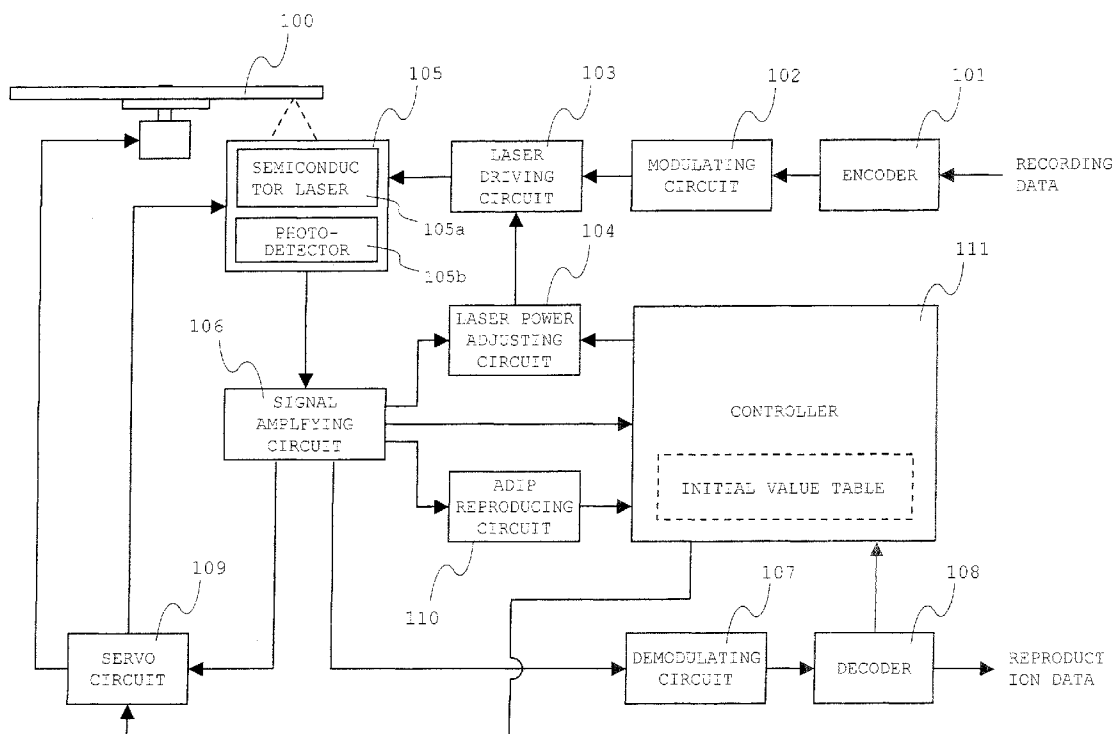 100
105
103
102
101
SEMICONDUC
TOR LASER
LASER
DRIVING
CIRCUIT
MODULATING
CIRCUIT
ENCODER
RECORDING
DATA
105a
PHOTO-
DETECTOR
105b
104
111
106
LASER POWER
ADJUSTING
CIRCUIT
SIGNAL
AMPLFYING
CIRCUIT
CONTROLLER
ADIP
REPRODUCING
CIRCUIT
INITIAL VALUE TABLE
109
110
107
108
SERVO
CIRCUIT
DEMODULATING
CIRCUIT
DECODER
REPRODUCT
ION DATA